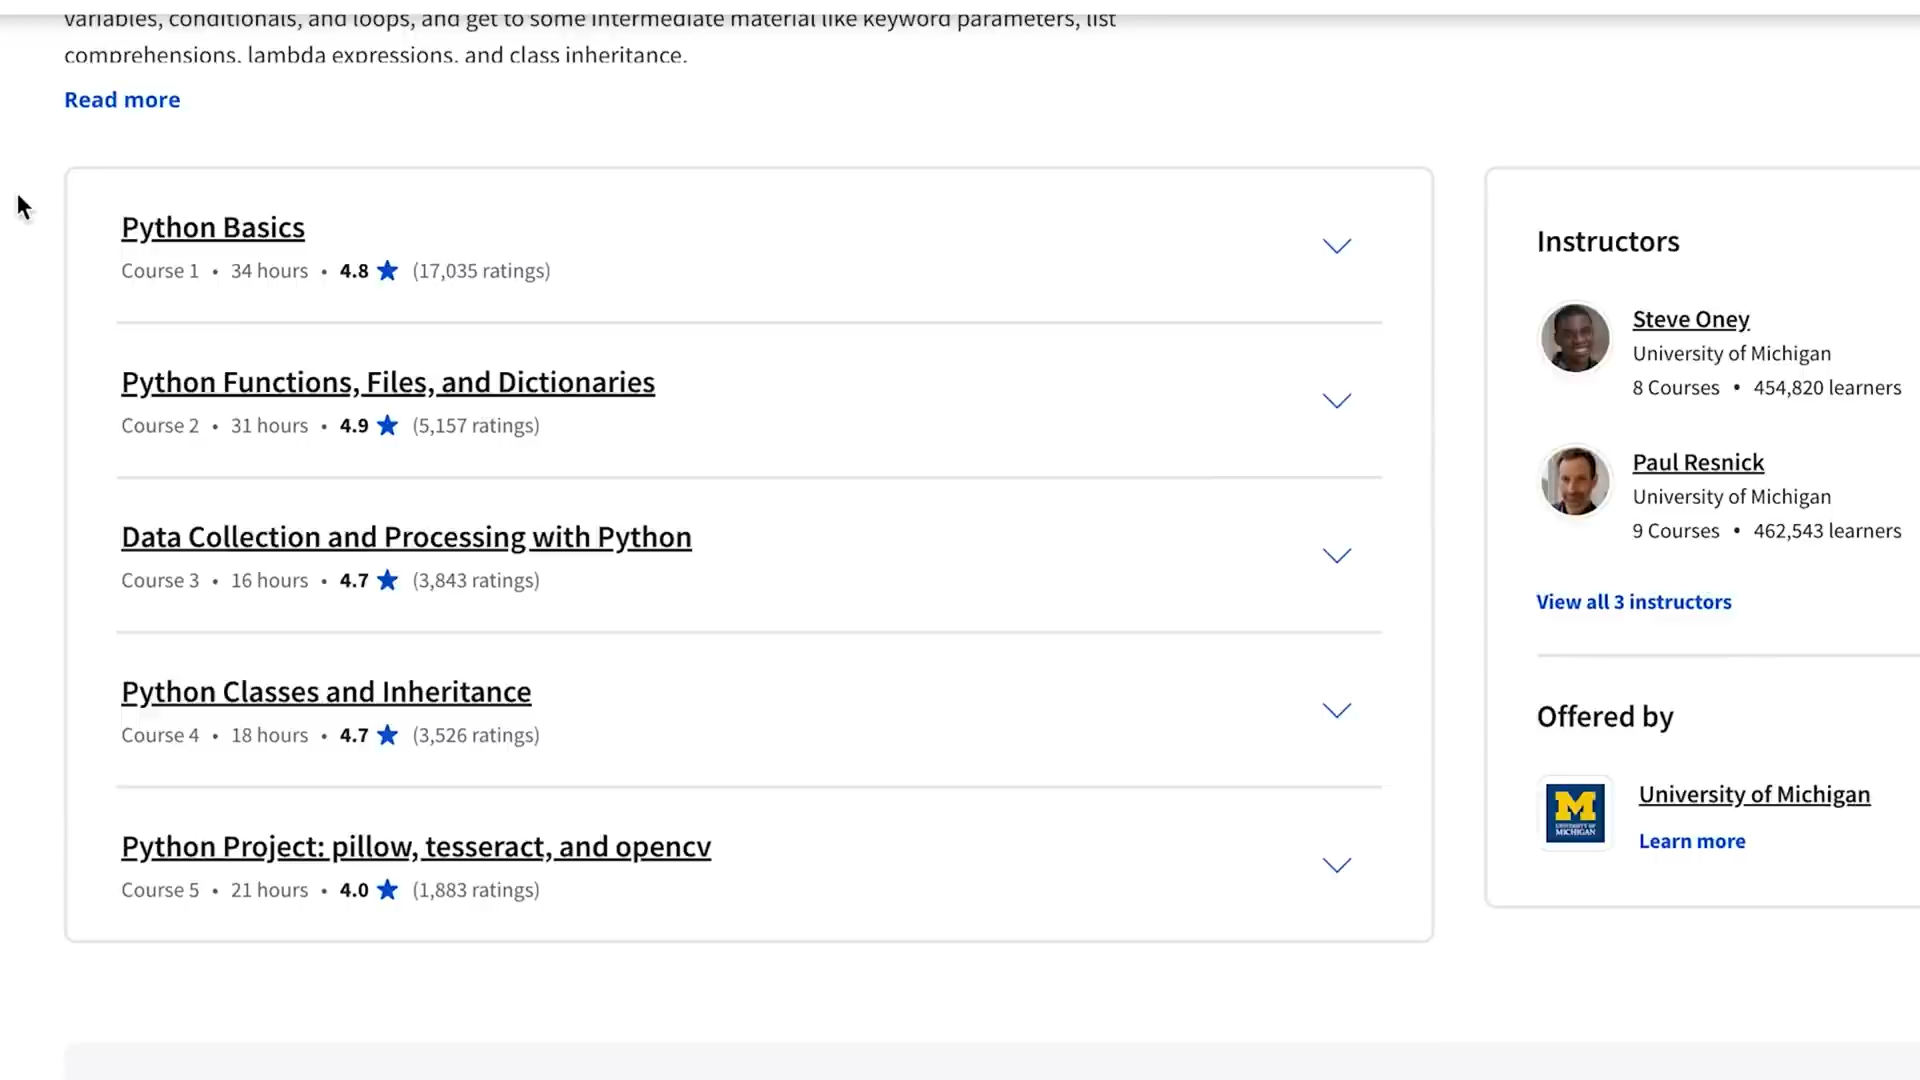 variables, conditionals, and loops, and get to some intermediate material like keyword parameters, list
comprehensions, lambda expressions, and class inheritance.
Read more
Python Basics
Course 1 • 34 hours • 4.8 ★ (17,035 ratings)
Python Functions, Files, and Dictionaries
Course 2 • 31 hours • 4.9 ★ (5,157 ratings)
Data Collection and Processing with Python
Course 3 • 16 hours • 4.7 ★ (3,843 ratings)
Python Classes and Inheritance
Course 4 • 18 hours • 4.7 ★ (3,526 ratings)
Python Project: pillow, tesseract, and opencv
Course 5 • 21 hours • 4.0 ★ (1,883 ratings)
Instructors
Steve Oney
University of Michigan
8 Courses • 454,820 learners
Paul Resnick
University of Michigan
9 Courses • 462,543 learners
View all 3 instructors
Offered by
M
UNIVERSITY OF
MICHIGAN
University of Michigan
Learn more